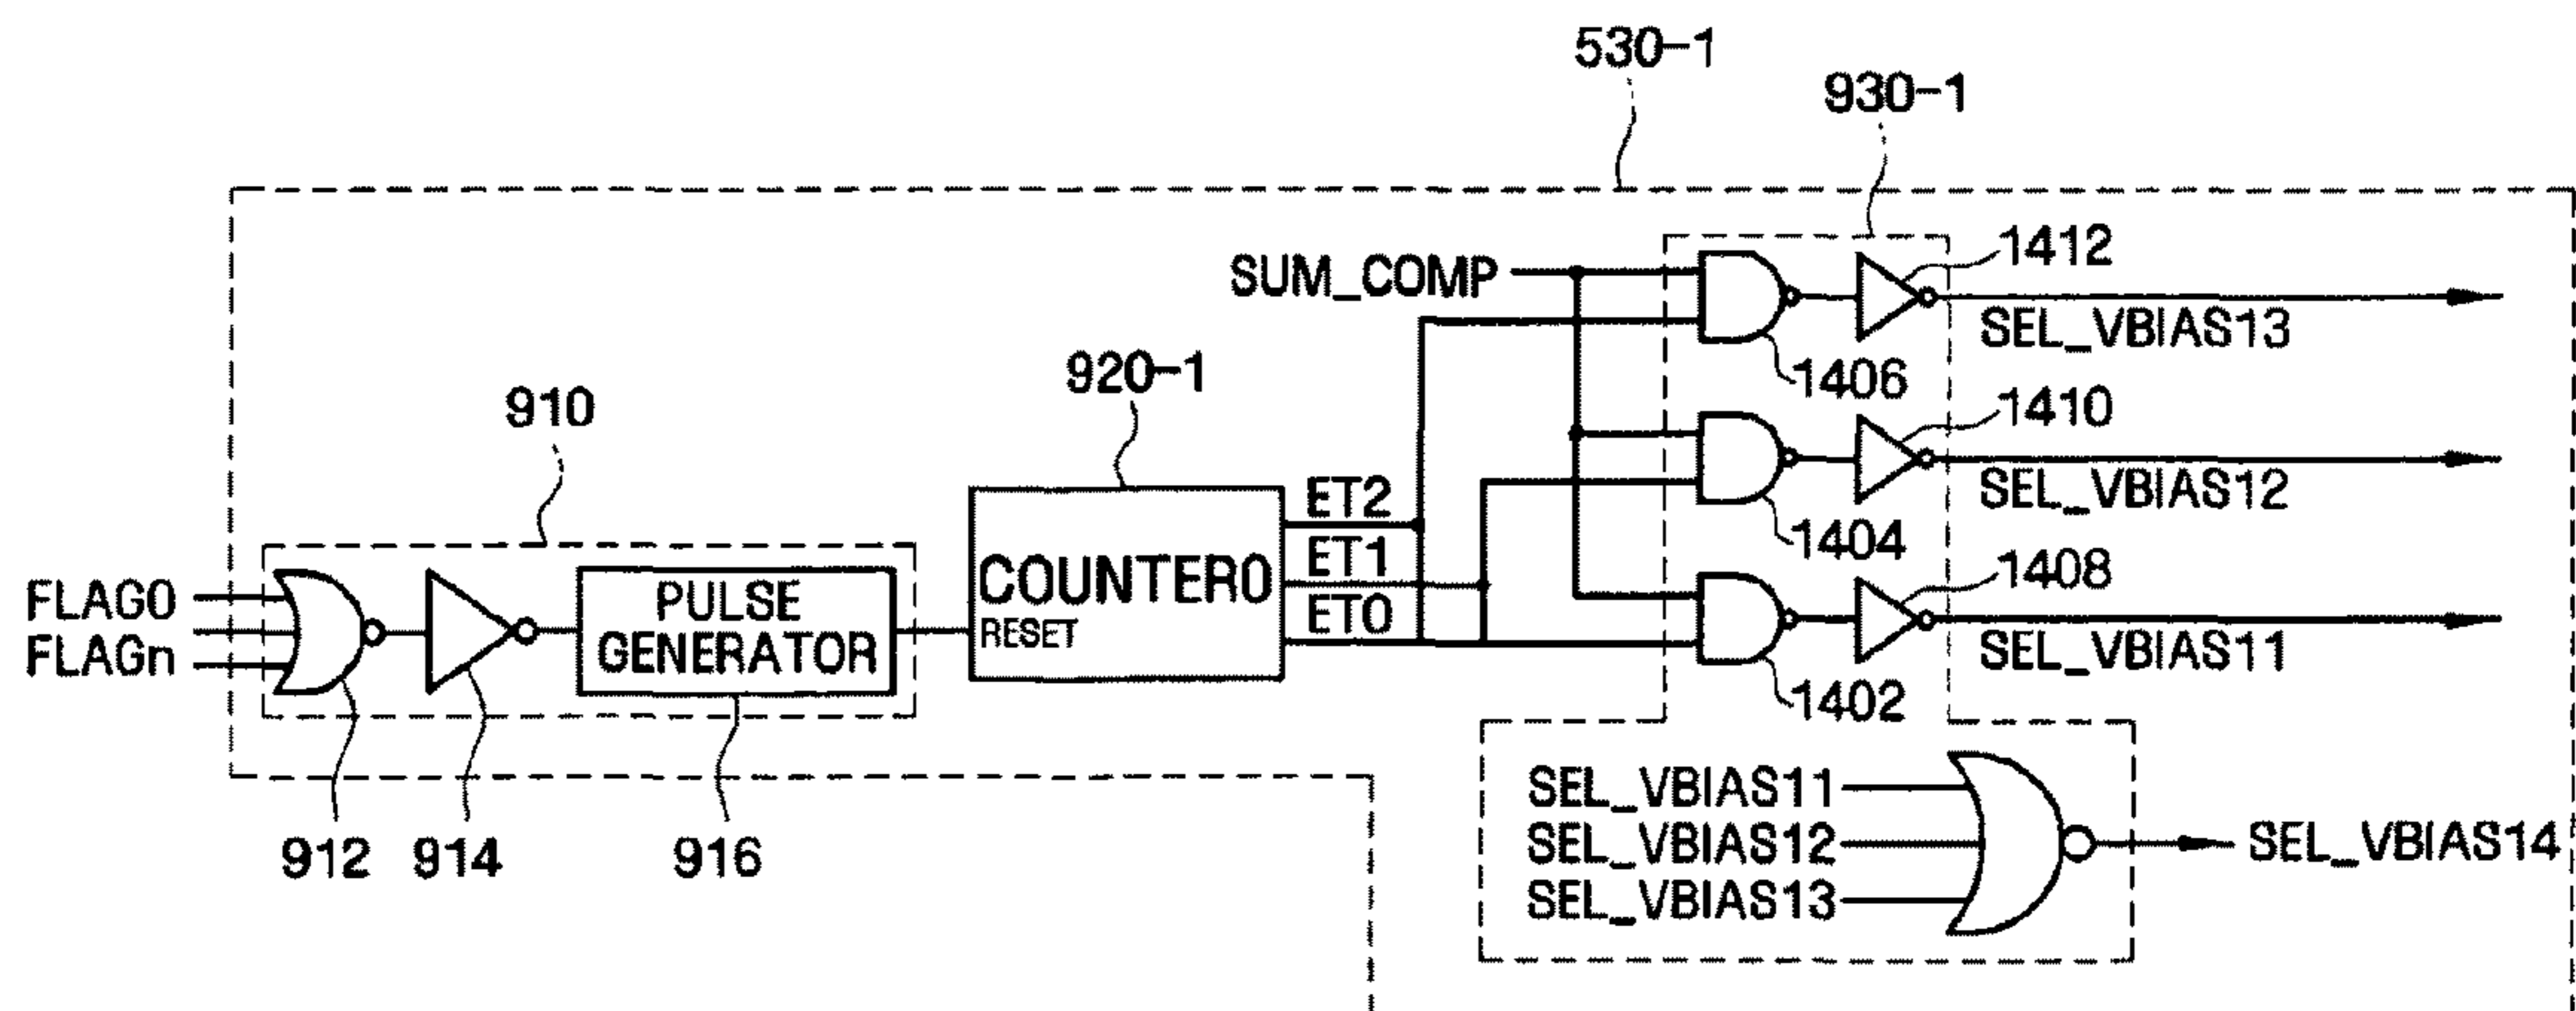 530-1
930-1
SUM_COMP
1412
SEL_VBIAS13
1406
920-1
910
1410
SEL_VBIAS12
1404
ET2
ET1
ET0
COUNTER0
RESET
FLAG0
FLAGn
PULSE
GENERATOR
1408
SEL_VBIAS11
1402
912
914
916
SEL_VBIAS11
SEL_VBIAS12
SEL_VBIAS13
SEL_VBIAS14